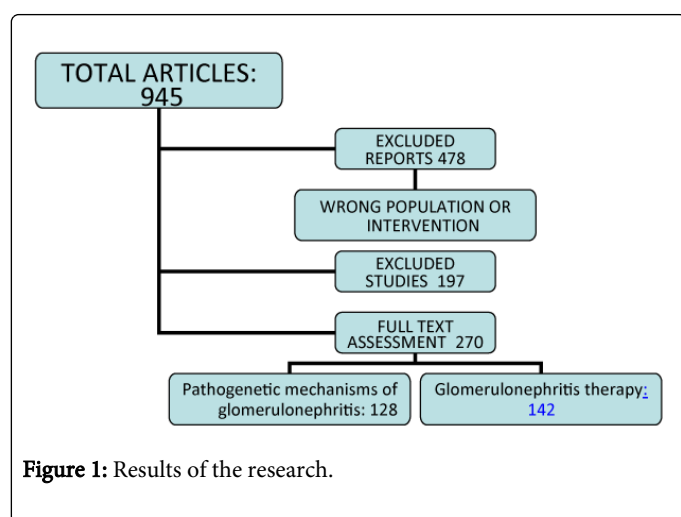 TOTAL ARTICLES:
945
EXCLUDED
REPORTS 478
WRONG POPULATION OR
INTERVENTION
EXCLUDED
STUDIES 197
FULL TEXT
ASSESSMENT 270
Pathogenetic mechanisms of
glomerulonephritis: 128
Glomerulonephritis therapy:
142
Figure 1: Results of the research.